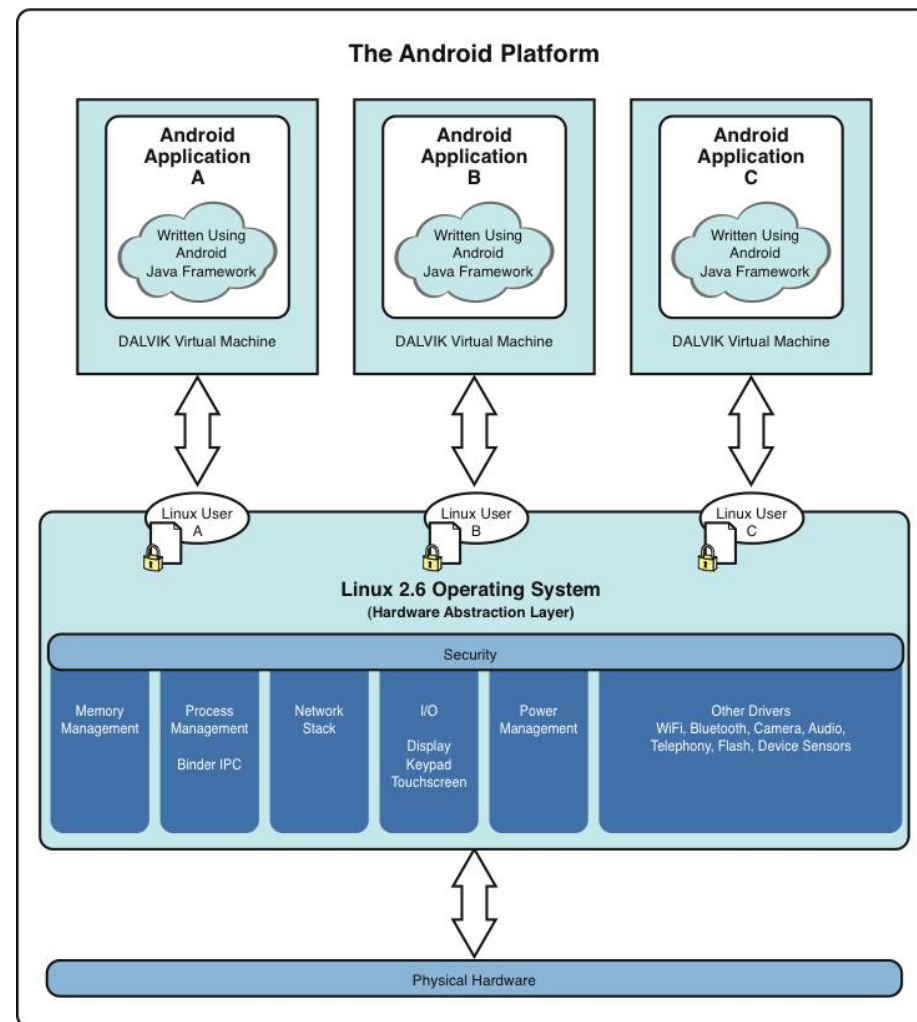 The Android Platform
Android
Application
A
Written Using
Android
Java Framework
DALVIK Virtual Machine
Android
Application
B
Written Using
Android
Java Framework
DALVIK Virtual Machine
Android
Application
C
Written Using
Android
Java Framework
DALVIK Virtual Machine
Linux User
A
Linux User
B
Linux User
C
Linux 2.6 Operating System
(Hardware Abstraction Layer)
Security
Memory
Management
Process
Management
Binder IPC
Network
Stack
I/O
Display
Keypad
Touchscreen
Power
Management
Other Drivers
WiFi, Bluetooth, Camera, Audio,
Telephony, Flash, Device Sensors
Physical Hardware